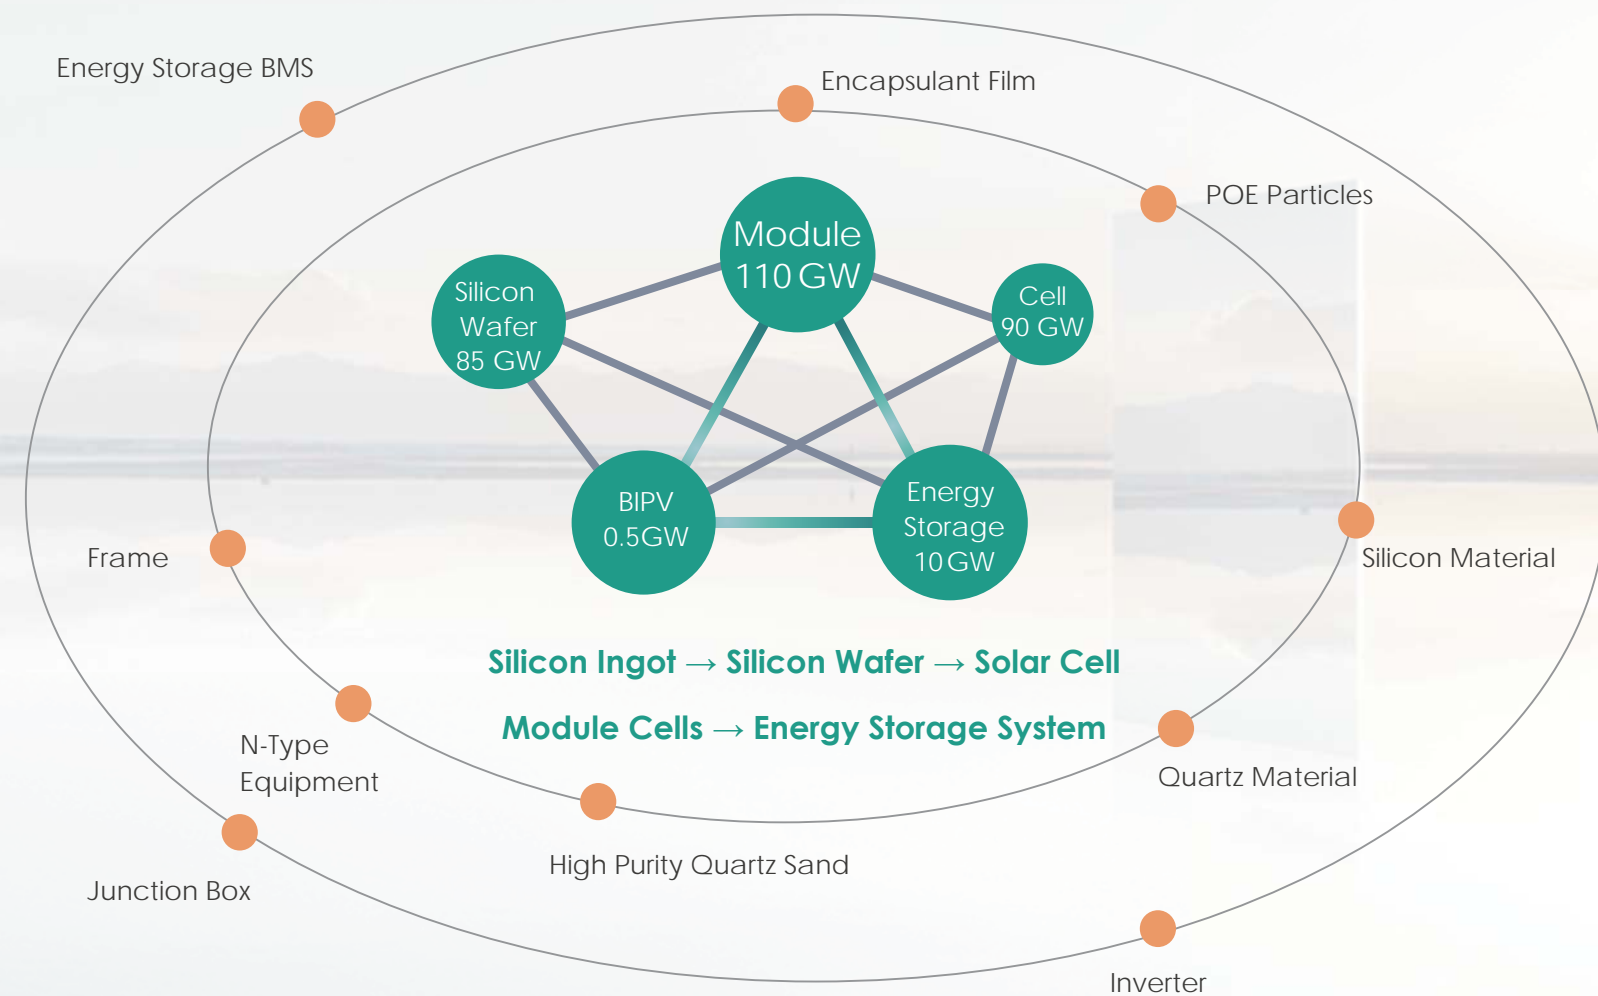 Energy Storage BMS
Encapsulant Film
POE Particles
Module
110 GW
Silicon
Wafer
85 GW
Cell
90 GW
BIPV
0.5GW
Energy
Storage
10 GW
Frame
Silicon Material
Silicon Ingot → Silicon Wafer → Solar Cell
Module Cells → Energy Storage System
N-Type
Equipment
Quartz Material
High Purity Quartz Sand
Junction Box
Inverter